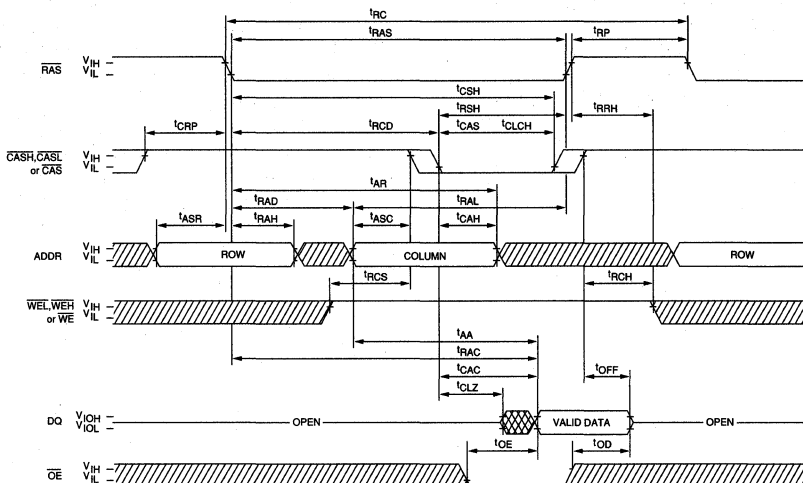 tRC
tRAS tRP
RAS VIH
VIL
tCSH
tRSH tRRH
tCRP tRCD tCAS tCLCH
CASH,CASL VIH
or CAS VIL
tAR
tRAD tRAL
tASR tRAH tASC tCAH
ADDR VIH
VIL
ROW COLUMN ROW
tRCS tRCH
WEL,WEH VIH
or WE VIL
tAA
tRAC
tCAC tOFF
tCLZ
DQ VIOH
VIOL
OPEN VALID DATA OPEN
tOE tOD
OE VIH
VIL